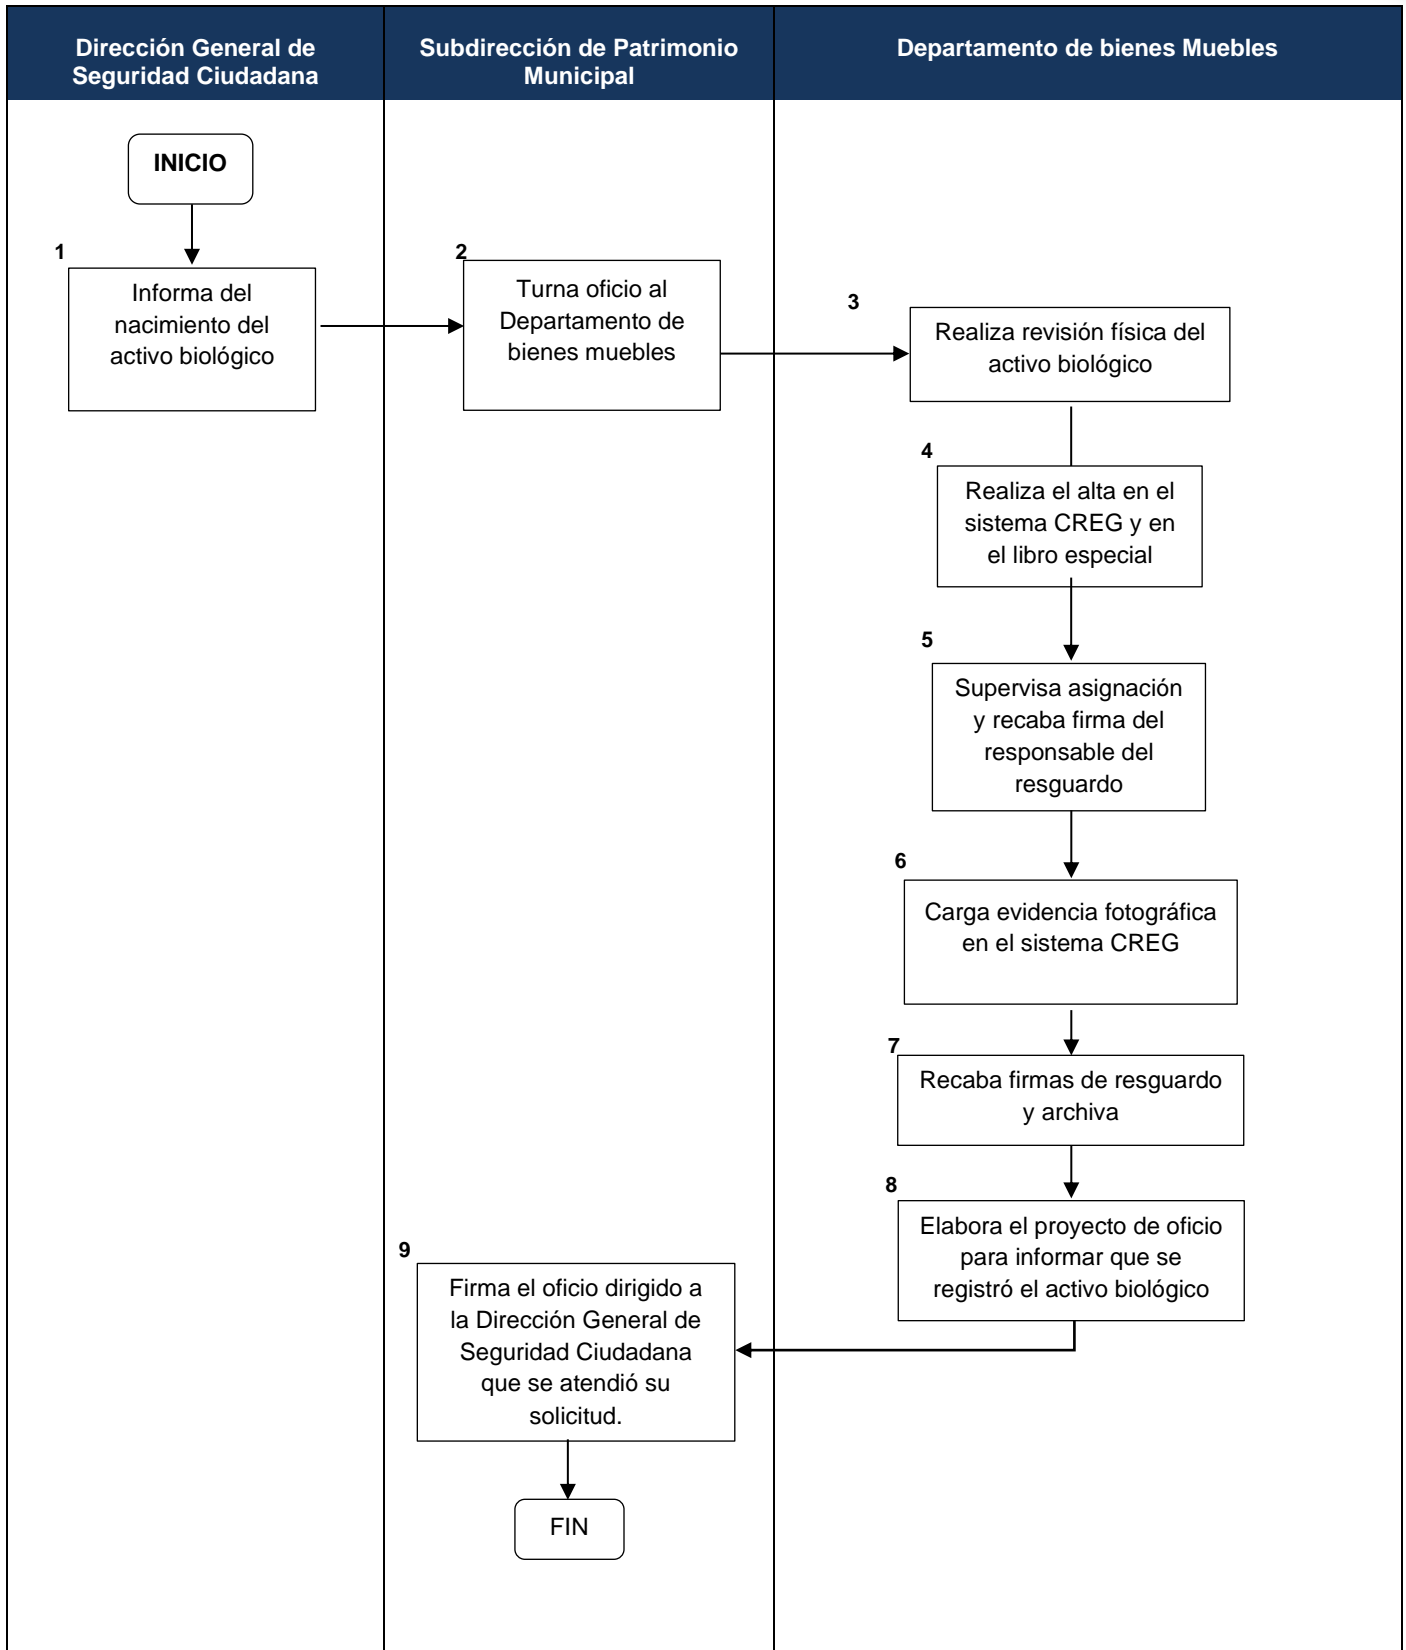 Dirección General de
Seguridad Ciudadana
Subdirección de Patrimonio
Municipal
Departamento de bienes Muebles
INICIO
1
Informa del
nacimiento del
activo biológico
2
Turna oficio al
Departamento de
bienes muebles
3
Realiza revisión física del
activo biológico
4
Realiza el alta en el
sistema CREG y en
el libro especial
5
Supervisa asignación
y recaba firma del
responsable del
resguardo
6
Carga evidencia fotográfica
en el sistema CREG
7
Recaba firmas de resguardo
y archiva
8
Elabora el proyecto de oficio
para informar que se
registró el activo biológico
9
Firma el oficio dirigido a
la Dirección General de
Seguridad Ciudadana
que se atendió su
solicitud.
FIN